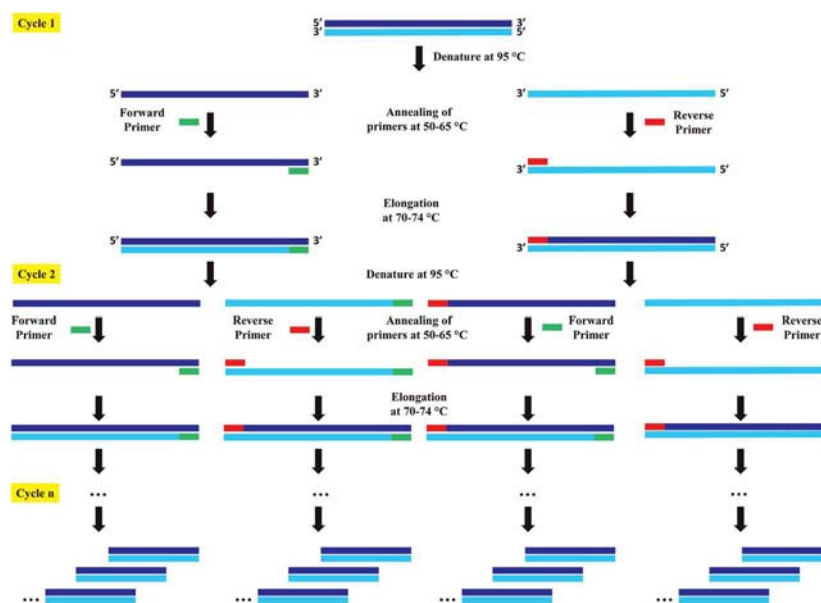 Cycle 1
5′ 3′
3′ 5′
Denature at 95 °C
5′ 3′
3′ 5′
Forward
Primer
Annealing of
primers at 50-65 °C
Reverse
Primer
5′ 3′
3′ 5′
Elongation
at 70-74 °C
5′ 3′
3′ 5′
Cycle 2
Denature at 95 °C
Forward
Primer
Reverse
Primer
Annealing of
primers at 50-65 °C
Forward
Primer
Reverse
Primer
Elongation
at 70-74 °C
Cycle n
... ... ... ...
... ... ... ...